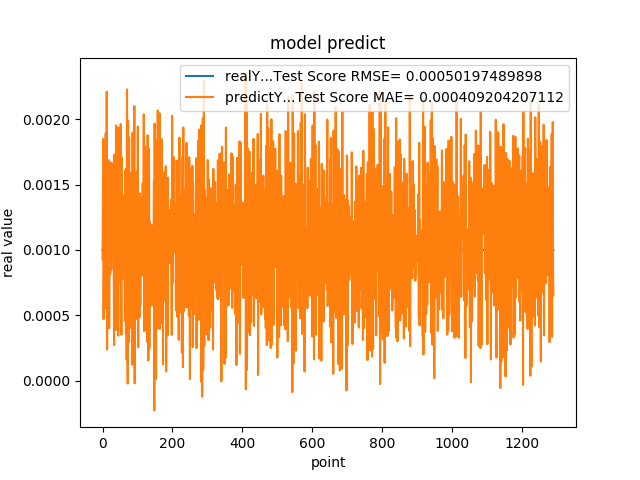 model predict
realY...Test Score RMSE= 0.00050197489898
predictY...Test Score MAE= 0.000409204207112
real value
0.0020
0.0015
0.0010
0.0005
0.0000
0 200 400 600 800 1000 1200
point